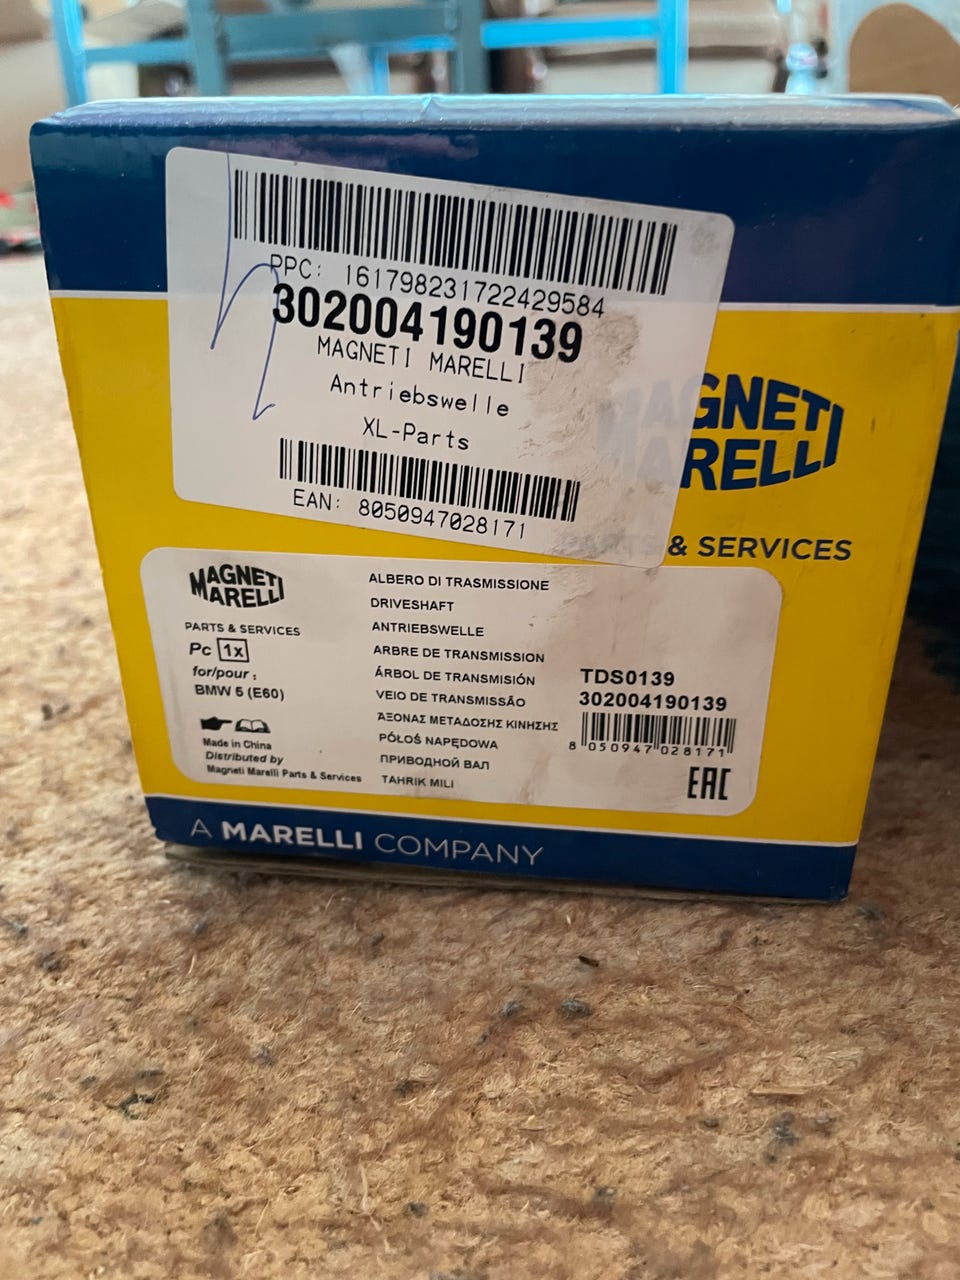 PPC: 161798231722429584
302004190139
MAGNETI MARELLI
Antriebswelle
XL-Parts
EAN: 8050947028171
AGNETI
ARELLI
& SERVICES
MAGNETI
MARELLI
PARTS & SERVICES
Pc 1x
for/pour :
BMW 5 (E60)
Made in China
Distributed by
Magneti Marelli Parts & Services
ALBERO DI TRASMISSIONE
DRIVESHAFT
ANTRIEBSWELLE
ARBRE DE TRANSMISSION
ÁRBOL DE TRANSMISIÓN
VEIO DE TRANSMISSÃO
ΆΞΟΝΑΣ ΜΕΤΑΔΟΣΗΣ ΚΙΝΗΣΗΣ
PÓŁOŚ NAPĘDOWA
ПРИВОДНОЙ ВАЛ
TAHRIK MILI
TDS0139
302004190139
8 050947 028171
EAC
A MARELLI COMPANY